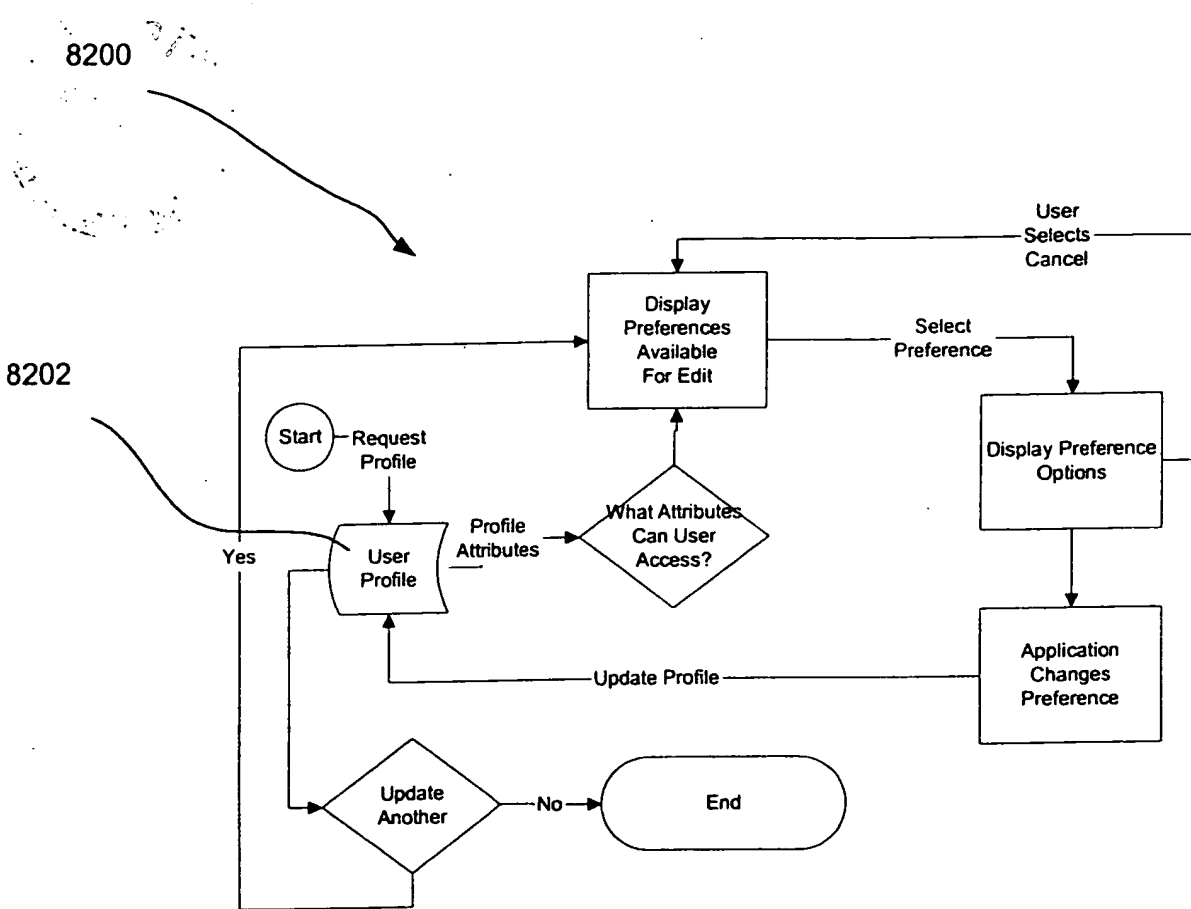 8200
User
Selects
Cancel
Display
Preferences
Available
For Edit
Select
Preference
8202
Start
Request
Profile
Display Preference
Options
What Attributes
Can User
Access?
Profile
Attributes
User
Profile
Yes
Application
Changes
Preference
Update Profile
Update
Another
No
End